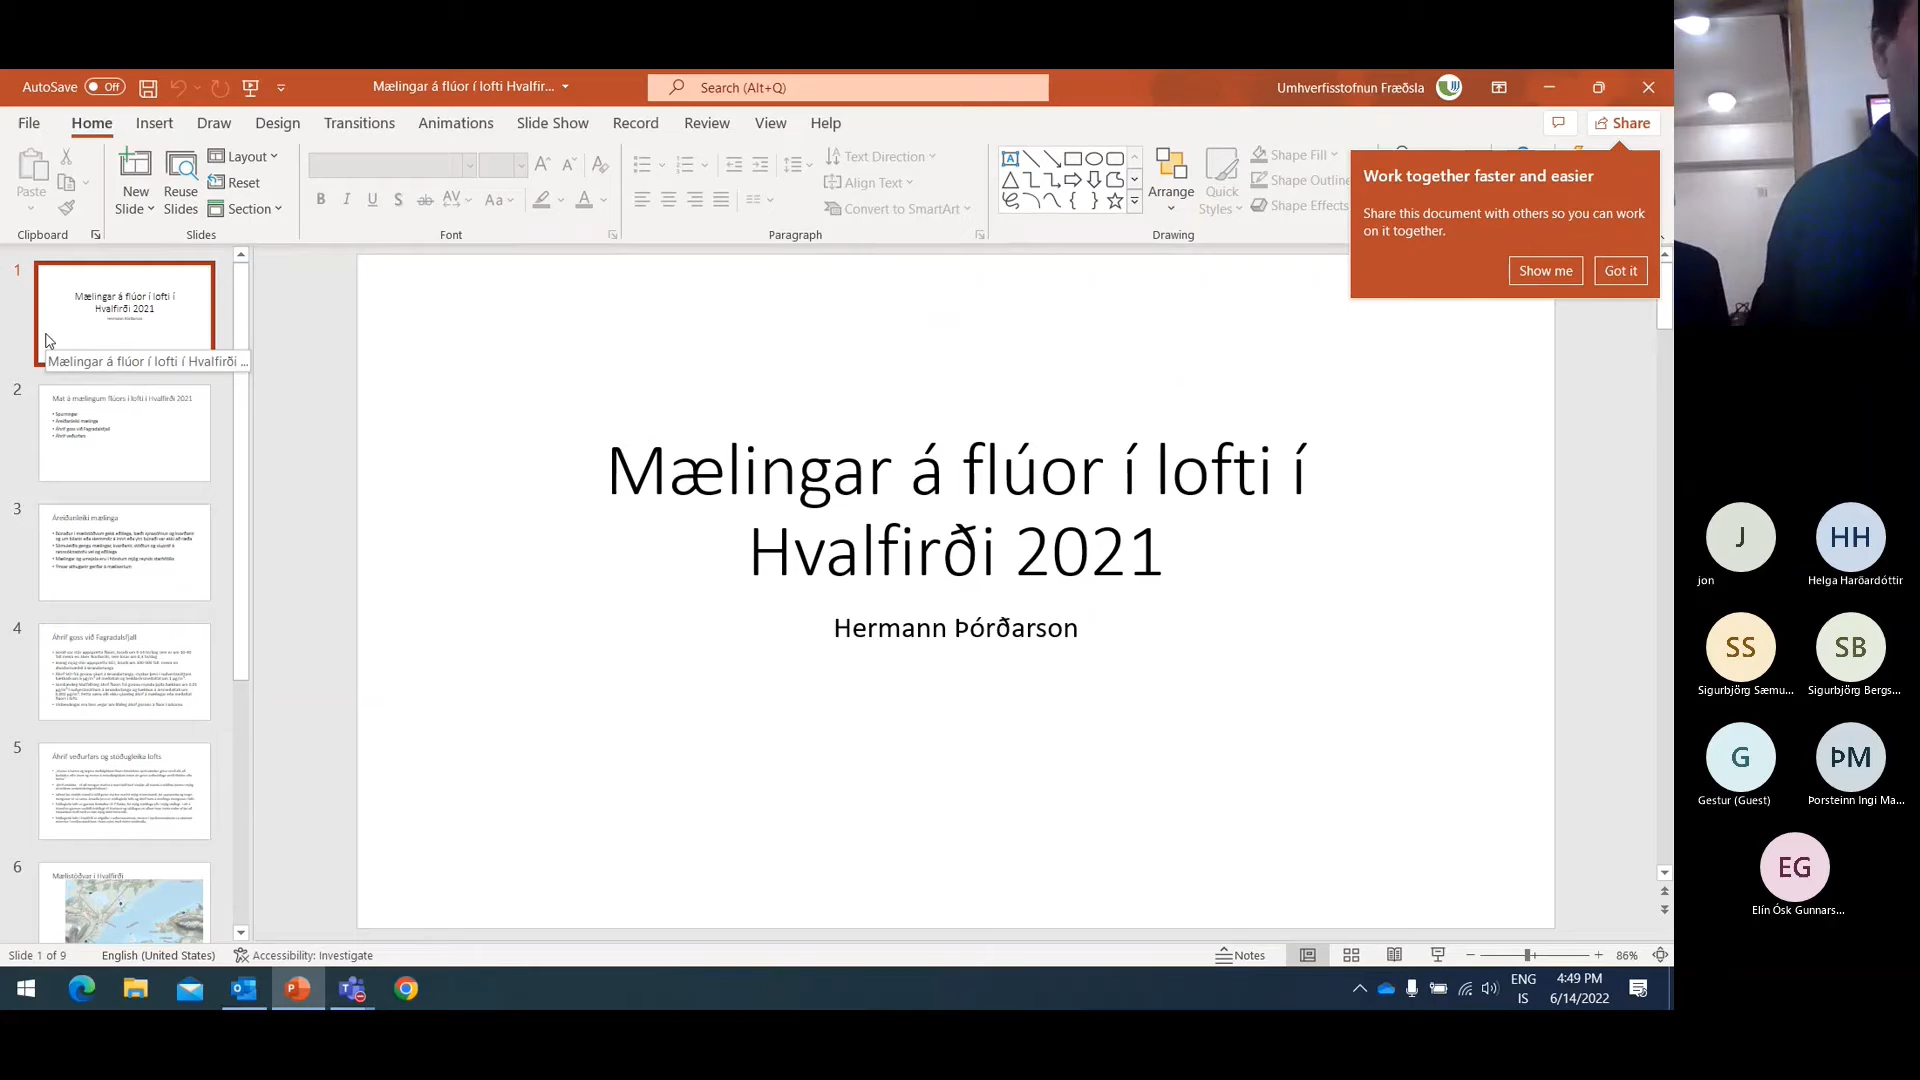 AutoSave Off
Mælingar á flúor í lofti Hvalfir...
Search (Alt+Q)
Umhverfisstofnun Fræðsla
File Home Insert Draw Design Transitions Animations Slide Show Record Review View Help
Share
Paste
New Slide
Reuse Slides
Layout
Reset
Section
Text Direction
Align Text
Convert to SmartArt
Arrange
Quick Styles
Shape Fill
Shape Outline
Shape Effects
Clipboard Slides Font Paragraph Drawing
Work together faster and easier
Share this document with others so you can work
on it together.
Show me Got it
1
Mælingar á flúor í lofti í
Hvalfirði 2021
Mælingar á flúor í lofti í Hvalfirði ...
2
Mat á mælingum flúors í lofti í Hvalfirði 2021
3
Áreiðanleiki mælinga
4
Áhrif goss við Fagradalsfjall
5
Áhrif veðurfars og stöðugleika lofts
6
Mælistöðvar í Hvalfirði
Mælingar á flúor í lofti í
Hvalfirði 2021
Hermann Þórðarson
J
jon
HH
Helga Harðardóttir
SS
Sigurbjörg Sæmu...
SB
Sigurbjörg Bergs...
G
Gestur (Guest)
ÞM
Þorsteinn Ingi Ma...
EG
Elín Ósk Gunnars...
Slide 1 of 9 English (United States) Accessibility: Investigate Notes 86%
ENG
IS
4:49 PM
6/14/2022